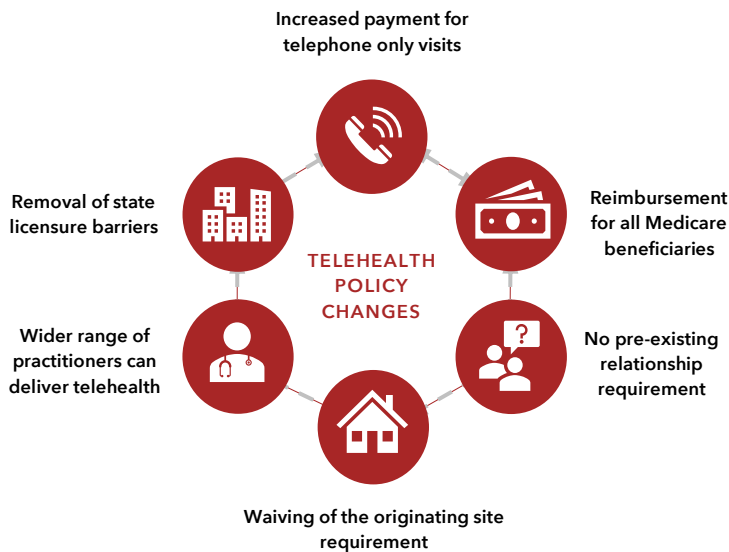 Increased payment for
telephone only visits
Removal of state
licensure barriers
Reimbursement
for all Medicare
beneficiaries
TELEHEALTH
POLICY
CHANGES
Wider range of
practitioners can
deliver telehealth
?
No pre-existing
relationship
requirement
Waiving of the originating site
requirement